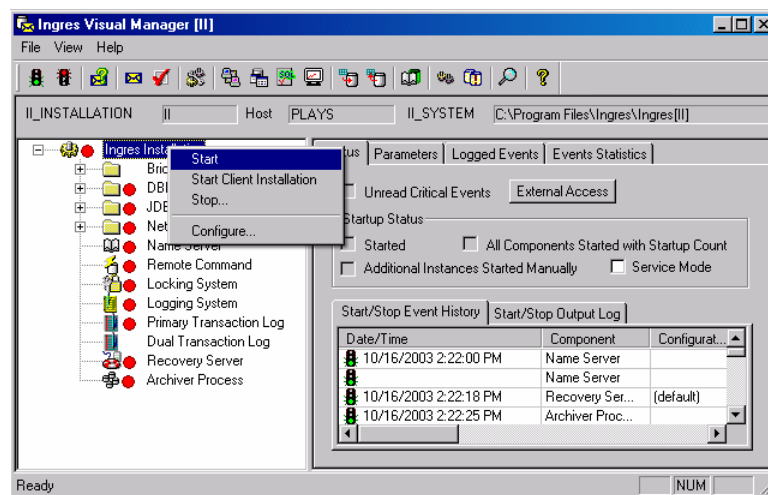 Ingres Visual Manager [II]
File View Help
II_INSTALLATION II Host PLAYS II_SYSTEM C:\Program Files\Ingres\Ingres[II]
Ingres
Start
Start Client Installation
Stop...
Configure...
Name Server
Remote Command
Locking System
Logging System
Primary Transaction Log
Dual Transaction Log
Recovery Server
Archiver Process
Parameters Logged Events Events Statistics
Unread Critical Events External Access
Startup Status
Started All Components Started with Startup Count
Additional Instances Started Manually Service Mode
Start/Stop Event History Start/Stop Output Log
Date/Time Component Configurat...
10/16/2003 2:22:00 PM Name Server
Name Server
10/16/2003 2:22:18 PM Recovery Ser... (default)
10/16/2003 2:22:25 PM Archiver Proc...
Ready NUM